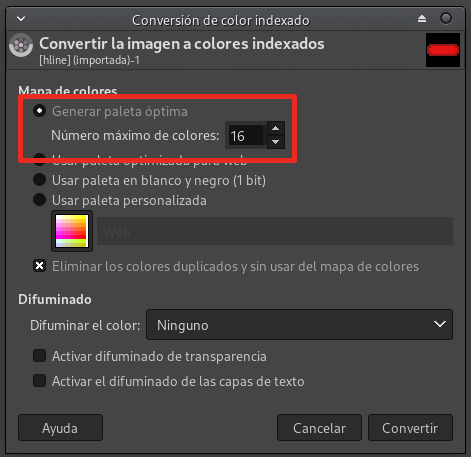 Conversión de color indexado
Convertir la imagen a colores indexados
[hline] (importada)-1
Mapa de colores
Generar paleta óptima
Número máximo de colores: 16
Usar paleta optimizada para web
Usar paleta en blanco y negro (1 bit)
Usar paleta personalizada
Web
Eliminar los colores duplicados y sin usar del mapa de colores
Difuminado
Difuminar el color: Ninguno
Activar difuminado de transparencia
Activar el difuminado de las capas de texto
Ayuda Cancelar Convertir